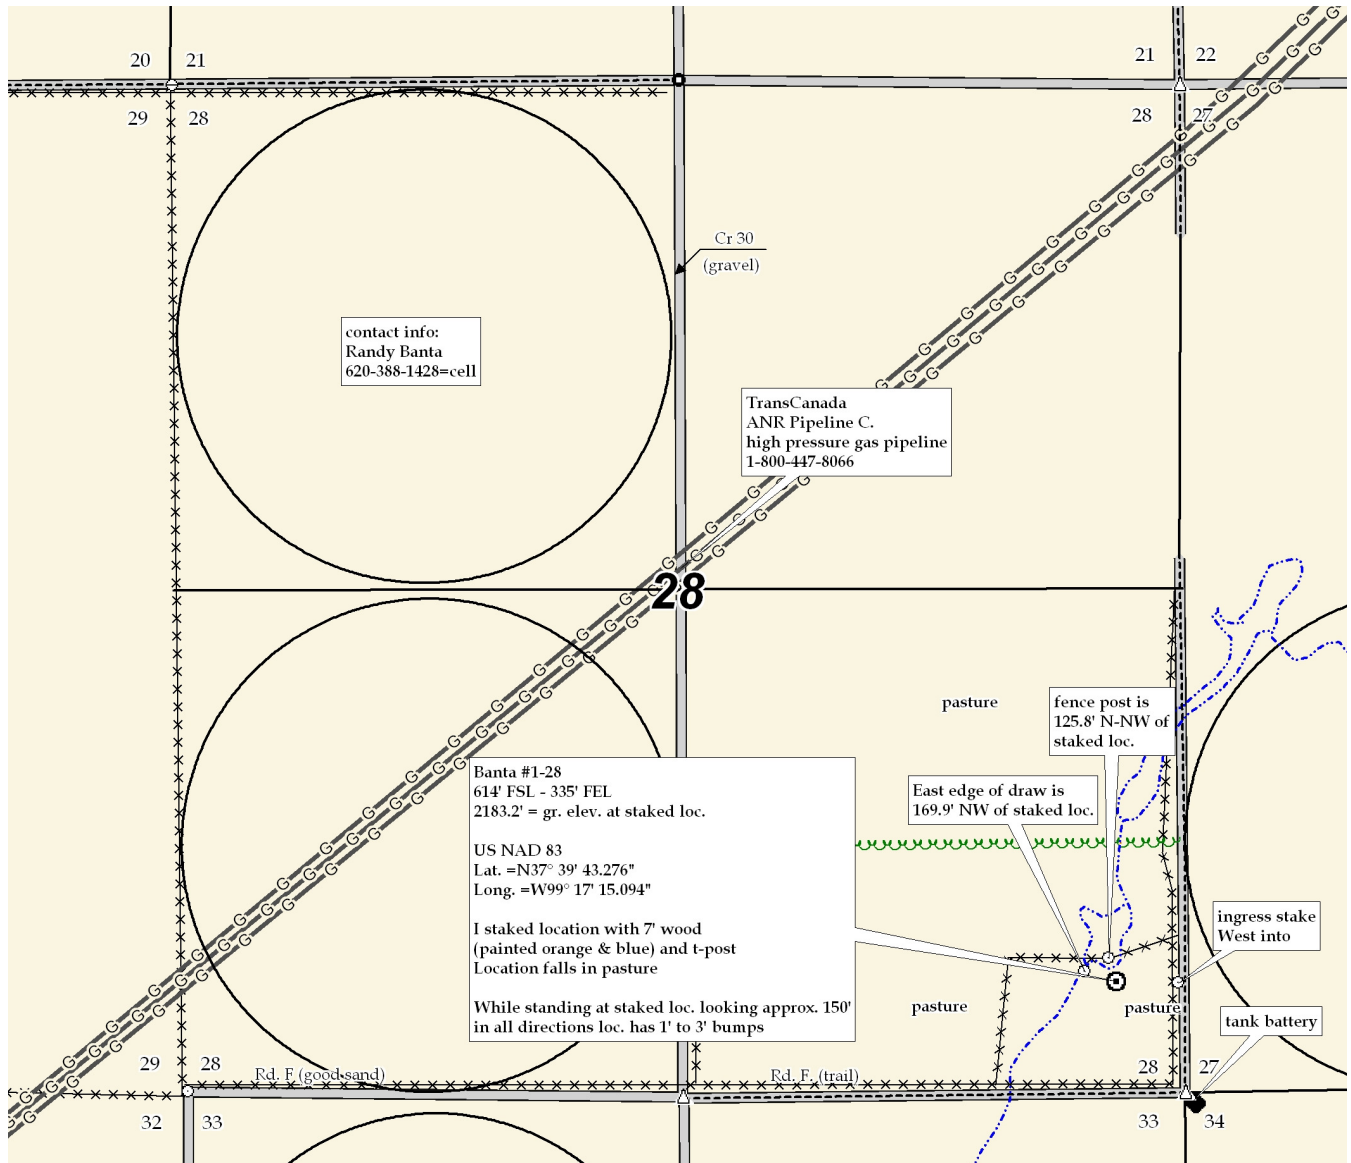 20 21
21 22
29 28
28 27
Cr 30
(gravel)
contact info:
Randy Banta
620-388-1428=cell
TransCanada
ANR Pipeline C.
high pressure gas pipeline
1-800-447-8066
28
pasture
fence post is
125.8' N-NW of
staked loc.
East edge of draw is
169.9' NW of staked loc.
Banta #1-28
614' FSL - 335' FEL
2183.2' = gr. elev. at staked loc.
US NAD 83
Lat. =N37° 39' 43.276"
Long. =W99° 17' 15.094"
I staked location with 7' wood
(painted orange & blue) and t-post
Location falls in pasture
While standing at staked loc. looking approx. 150'
in all directions loc. has 1' to 3' bumps
ingress stake
West into
pasture
pasture
tank battery
29 28
28 27
Rd. F (good sand)
Rd. F. (trail)
32 33
33 34